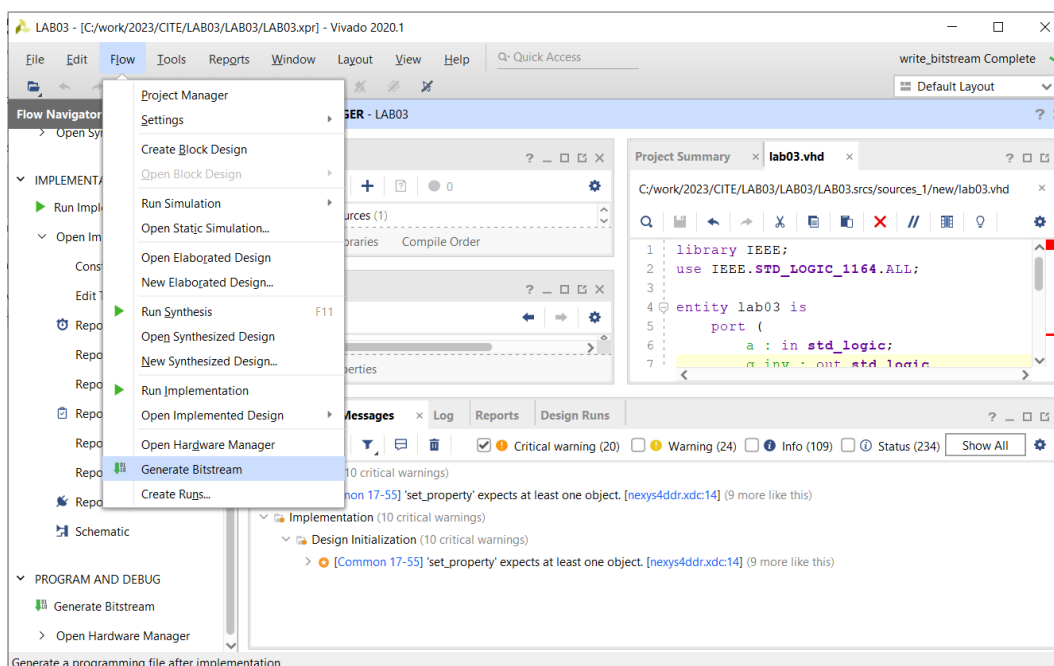 LAB03 - [C:/work/2023/CITE/LAB03/LAB03/LAB03.xpr] - Vivado 2020.1
File Edit Flow Tools Reports Window Layout View Help Q- Quick Access write_bitstream Complete
Default Layout
Flow Navigator
GER - LAB03
Open Sy
IMPLEMENTA
Run Impl
Open Im
Cons
Edit T
Repo
Repo
Repo
Repo
Repo
Repo
Schematic
PROGRAM AND DEBUG
Generate Bitstream
Open Hardware Manager
Project Manager
Settings
Create Block Design
Open Block Design
Run Simulation
Open Static Simulation...
Open Elaborated Design
New Elaborated Design...
Run Synthesis F11
Open Synthesized Design
New Synthesized Design...
Run Implementation
Open Implemented Design
Open Hardware Manager
Generate Bitstream
Create Runs...
0
urces (1)
braries Compile Order
perties
Project Summary lab03.vhd
C:/work/2023/CITE/LAB03/LAB03/LAB03.srcs/sources_1/new/lab03.vhd
1 library IEEE;
2 use IEEE.STD_LOGIC_1164.ALL;
3
4 entity lab03 is
5 port (
6 a : in std_logic;
7 q_inv : out std_logic
Messages Log Reports Design Runs
Critical warning (20) Warning (24) Info (109) Status (234) Show All
10 critical warnings)
non 17-55] 'set_property' expects at least one object. [nexys4ddr.xdc:14] (9 more like this)
Implementation (10 critical warnings)
Design Initialization (10 critical warnings)
[Common 17-55] 'set_property' expects at least one object. [nexys4ddr.xdc:14] (9 more like this)
Generate a programming file after implementation